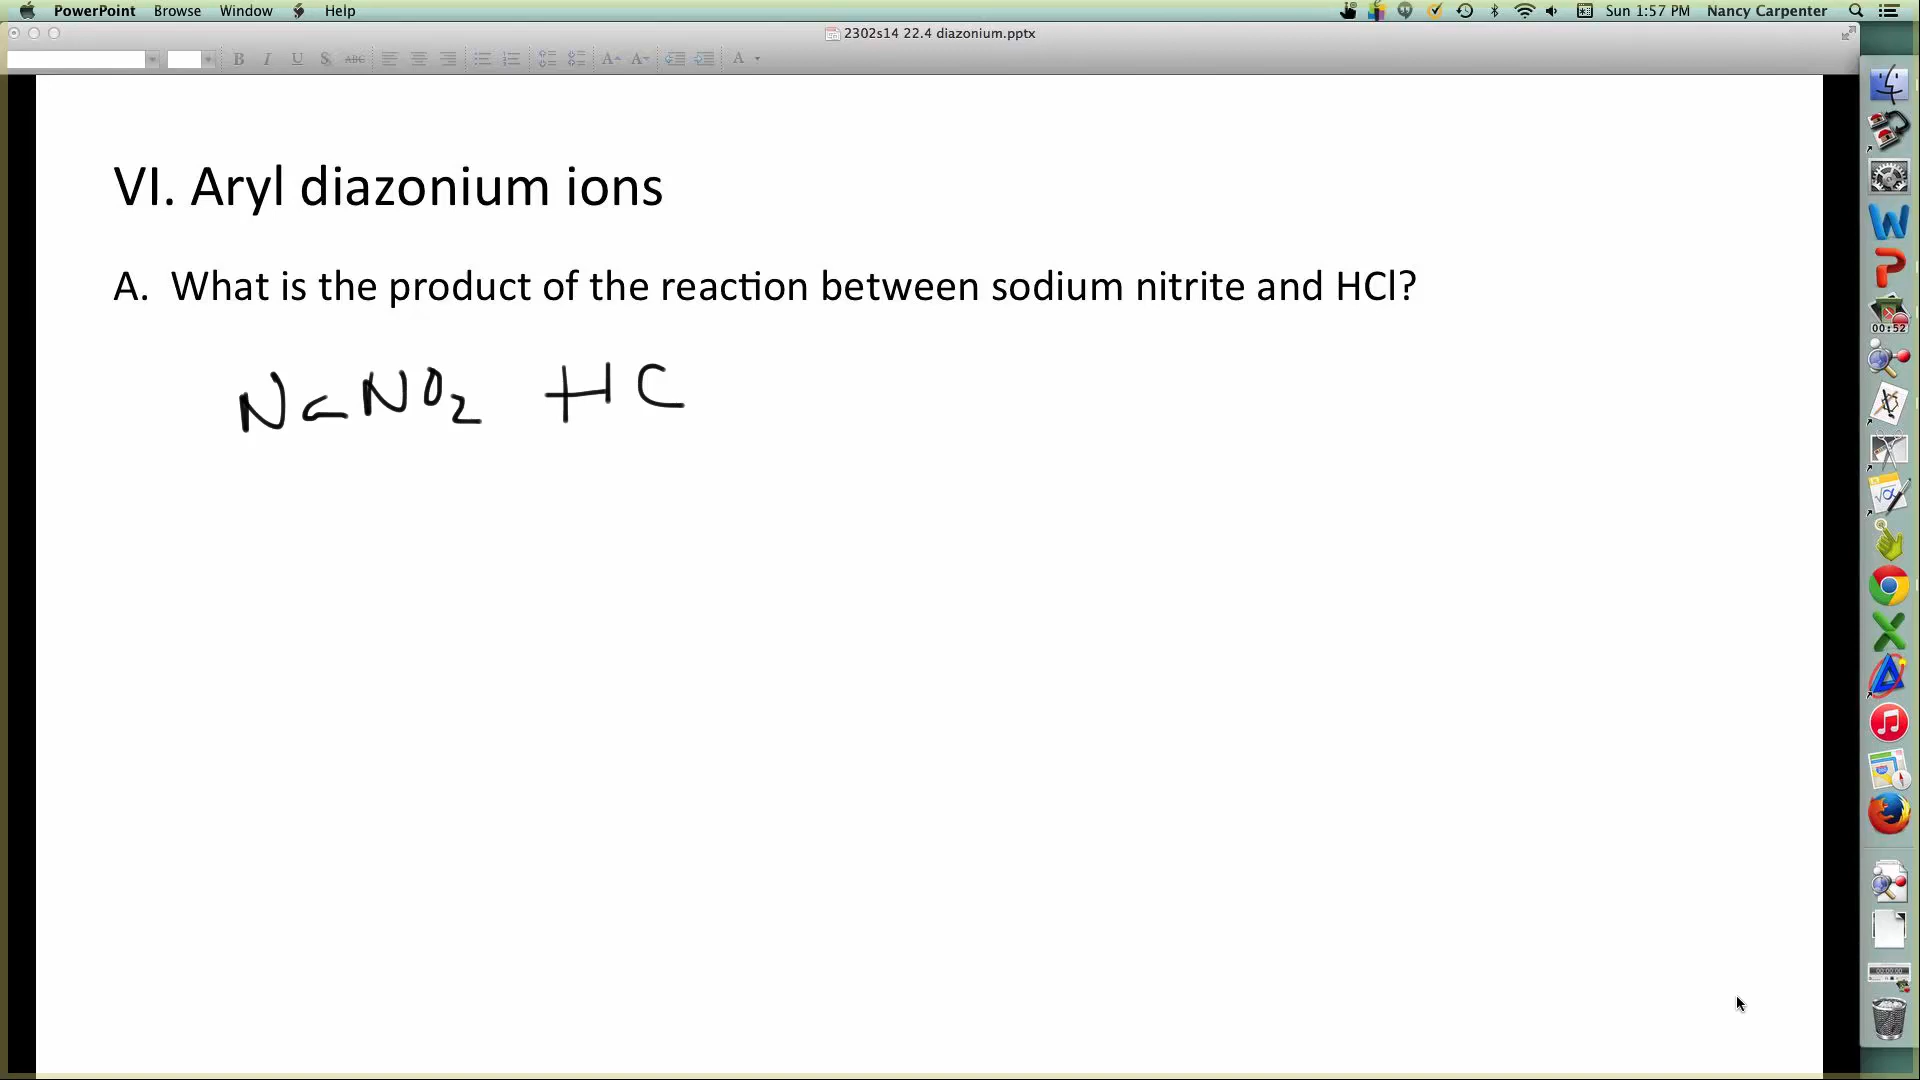 PowerPoint Browse Window Help Sun 1:57 PM Nancy Carpenter
2302s14 22.4 diazonium.pptx
B I U S ABC A A A
VI. Aryl diazonium ions
A. What is the product of the reaction between sodium nitrite and HCl?
NaNO2 HC
00:52